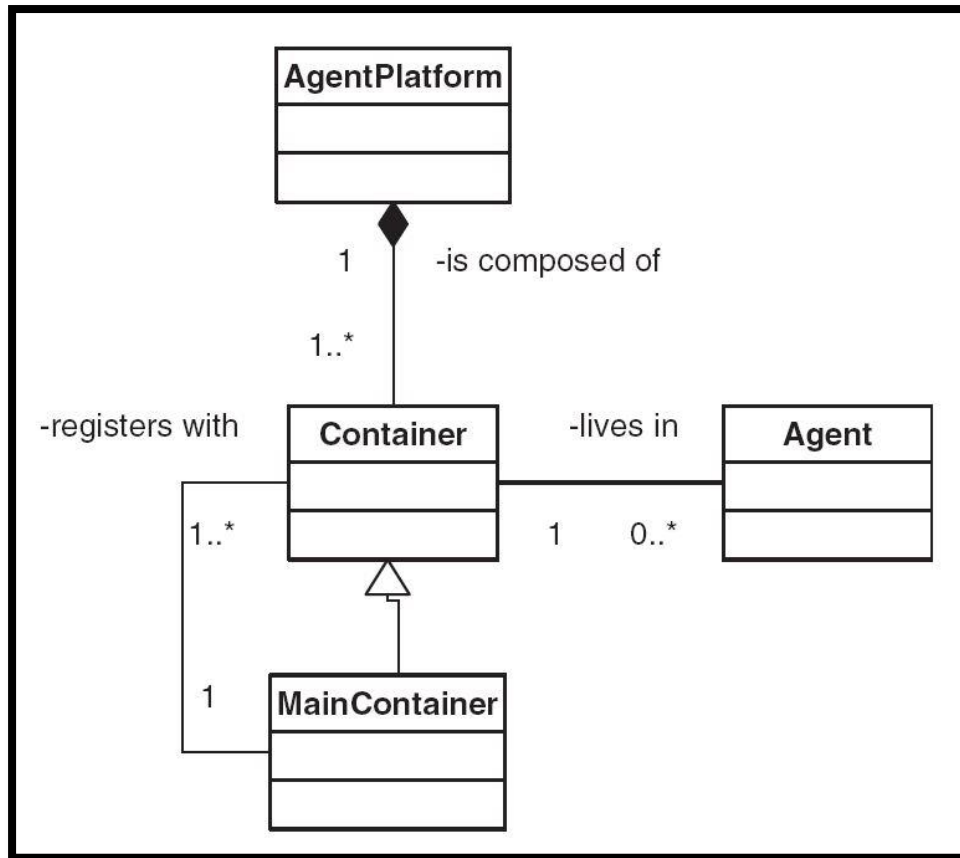 AgentPlatform
1
-is composed of
1..*
-registers with
Container
-lives in
Agent
1..*
1
0..*
1
MainContainer